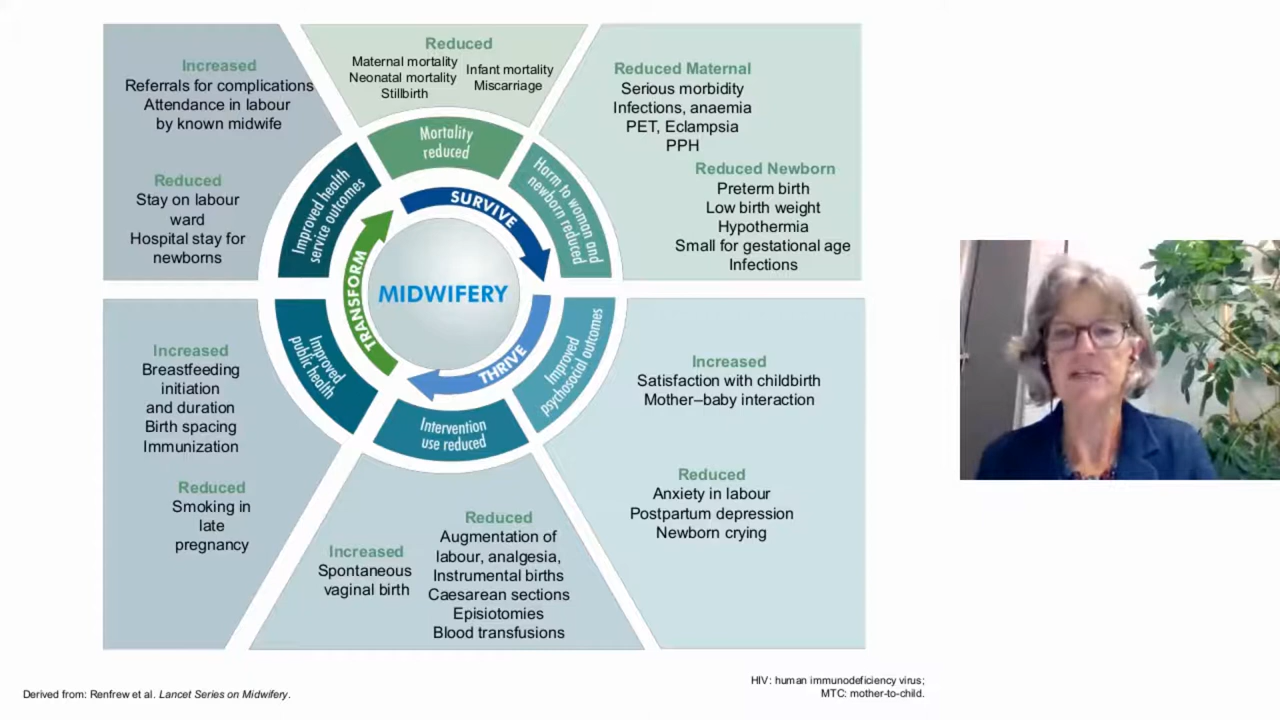 Increased
Referrals for complications
Attendance in labour
by known midwife
Reduced
Stay on labour
ward
Hospital stay for
newborns
Reduced
Maternal mortality
Neonatal mortality
Stillbirth
Infant mortality
Miscarriage
Reduced Maternal
Serious morbidity
Infections, anaemia
PET, Eclampsia
PPH
Reduced Newborn
Preterm birth
Low birth weight
Hypothermia
Small for gestational age
Infections
Mortality
reduced
Harm to woman and
newborn reduced
Improved health
service outcomes
SURVIVE
TRANSFORM
MIDWIFERY
THRIVE
Improved
public health
Improved
psychosocial outcomes
Intervention
use reduced
Increased
Breastfeeding
initiation
and duration
Birth spacing
Immunization
Reduced
Smoking in
late
pregnancy
Increased
Spontaneous
vaginal birth
Reduced
Augmentation of
labour, analgesia,
Instrumental births
Caesarean sections
Episiotomies
Blood transfusions
Increased
Satisfaction with childbirth
Mother–baby interaction
Reduced
Anxiety in labour
Postpartum depression
Newborn crying
Derived from: Renfrew et al. Lancet Series on Midwifery.
HIV: human immunodeficiency virus;
MTC: mother-to-child.